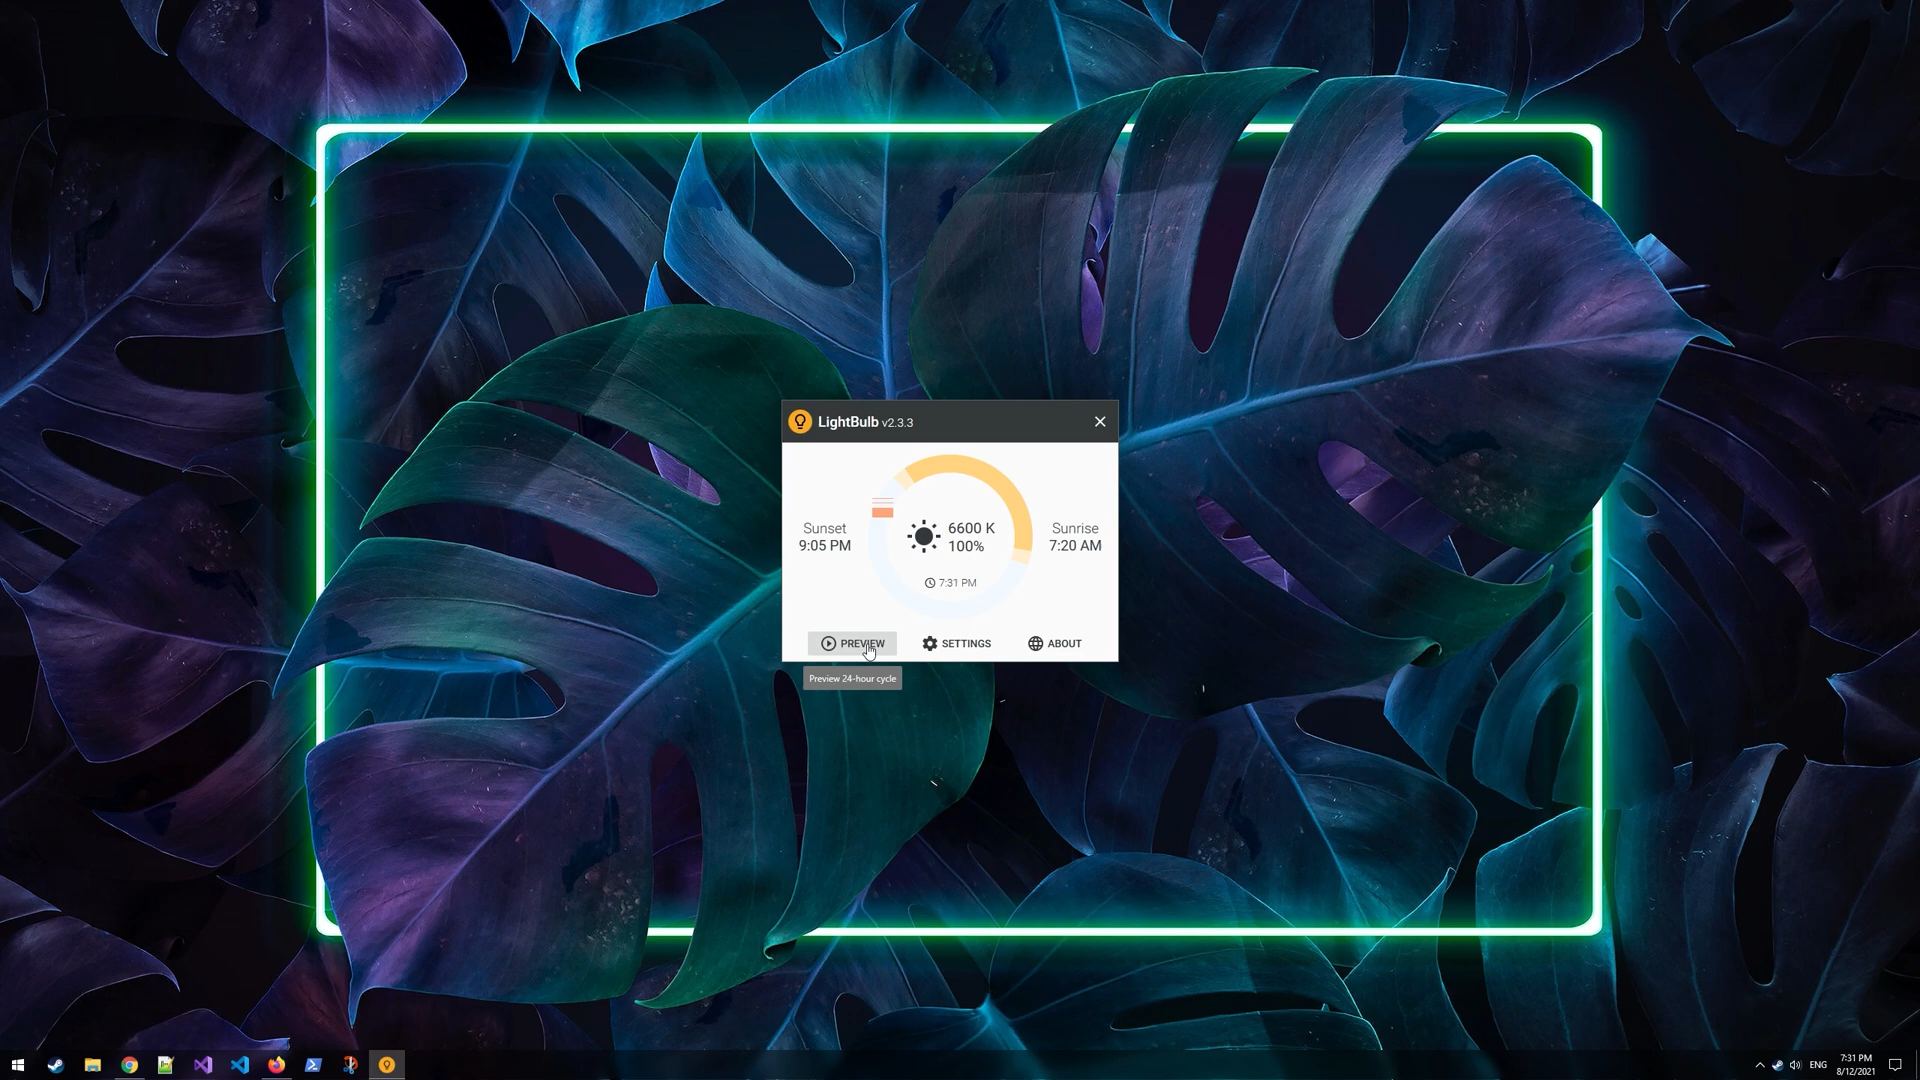 LightBulb v2.3.3
Sunset
9:05 PM
6600 K
100%
Sunrise
7:20 AM
7:31 PM
PREVIEW
SETTINGS
ABOUT
Preview 24-hour cycle
ENG
7:31 PM
8/12/2021